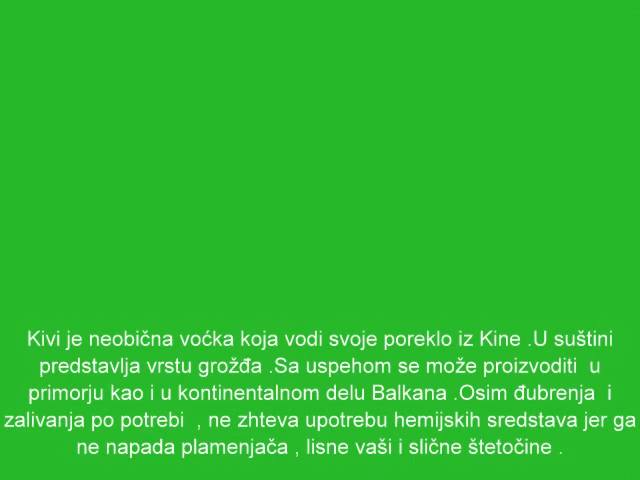 Kivi je neobična voćka koja vodi svoje poreklo iz Kine .U suštini
predstavlja vrstu grožđa .Sa uspehom se može proizvoditi  u
primorju kao i u kontinentalnom delu Balkana .Osim đubrenja  i
zalivanja po potrebi  , ne zhteva upotrebu hemijskih sredstava jer ga
ne napada plamenjača , lisne vaši i slične štetočine .